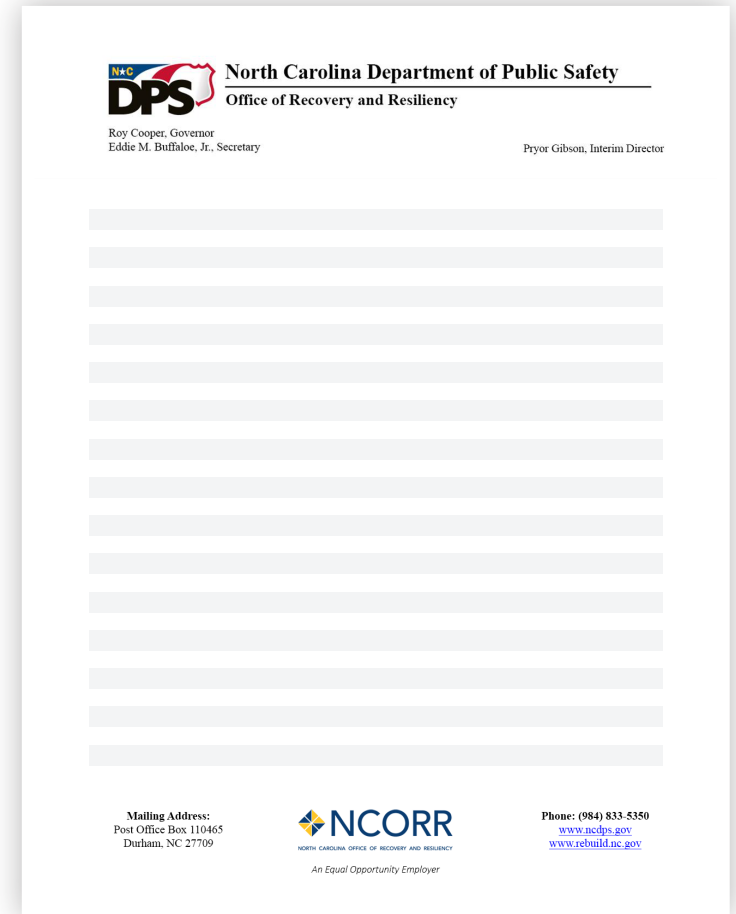 N★C
DPS
North Carolina Department of Public Safety
Office of Recovery and Resiliency
Roy Cooper, Governor
Eddie M. Buffaloe, Jr., Secretary
Pryor Gibson, Interim Director
Mailing Address:
Post Office Box 110465
Durham, NC 27709
NCORR
NORTH CAROLINA OFFICE OF RECOVERY AND RESILIENCY
An Equal Opportunity Employer
Phone: (984) 833-5350
www.ncdps.gov
www.rebuild.nc.gov